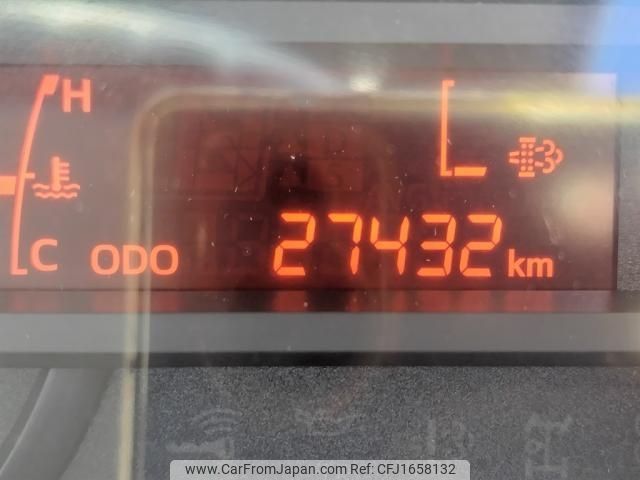 H
C ODO 27432 km
www.CarFromJapan.com Ref: CFJ1658132